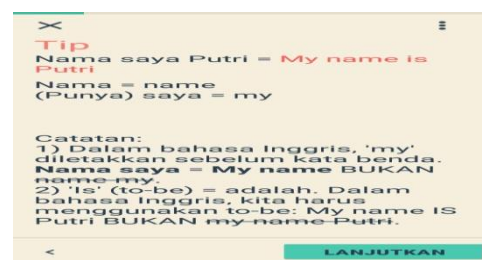 Tip
Nama saya Putri = My name is
Putri
Nama = name
(Punya) saya = my
Catatan:
1) Dalam bahasa Inggris, 'my'
diletakkan sebelum kata benda.
Nama saya = My name BUKAN
name my.
2) 'Is' (to-be) = adalah. Dalam
bahasa Inggris, kita harus
menggunakan to-be: My name IS
Putri BUKAN my name Putri.
LANJUTKAN